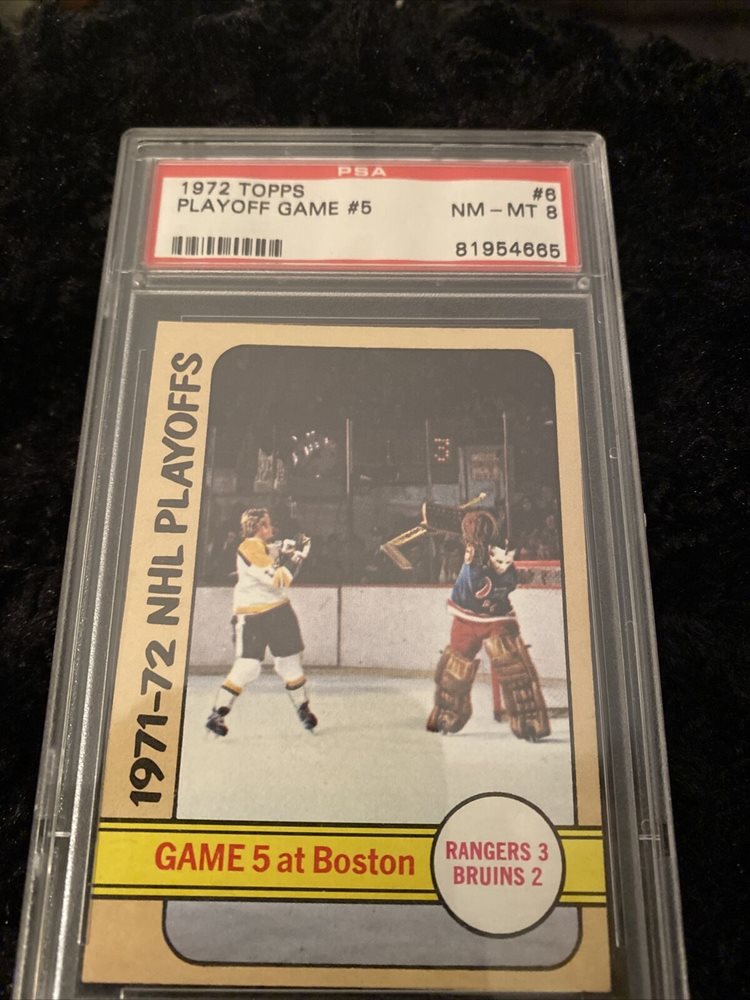 PSA
1972 TOPPS #6
PLAYOFF GAME #5 NM - MT 8
81954665
1971-72 NHL PLAYOFFS
3
GAME 5 at Boston
RANGERS 3
BRUINS 2